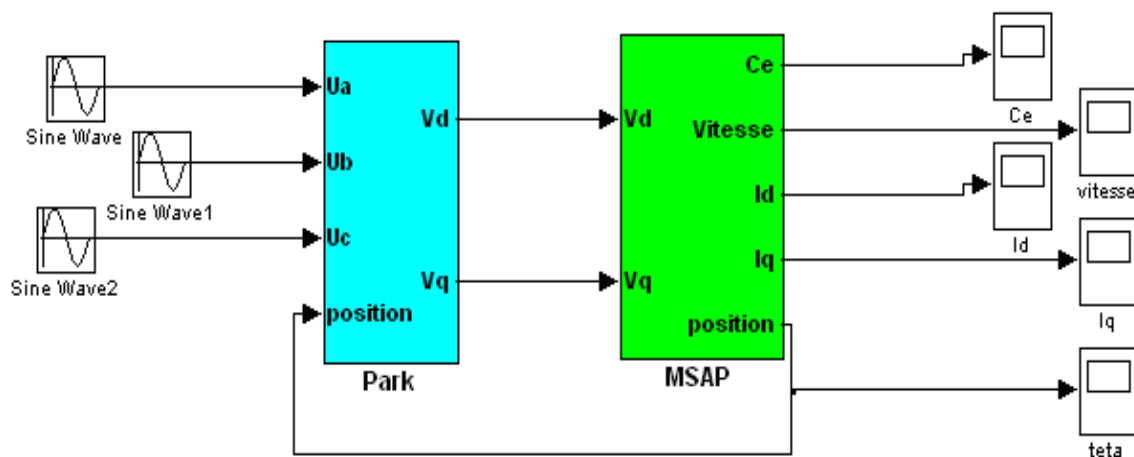 Sine Wave
Sine Wave1
Sine Wave2
Ua
Ub
Uc
position
Vd
Vq
Park
Vd
Vq
Ce
Vitesse
Id
Iq
position
MSAP
Ce
vitesse
Id
Iq
teta